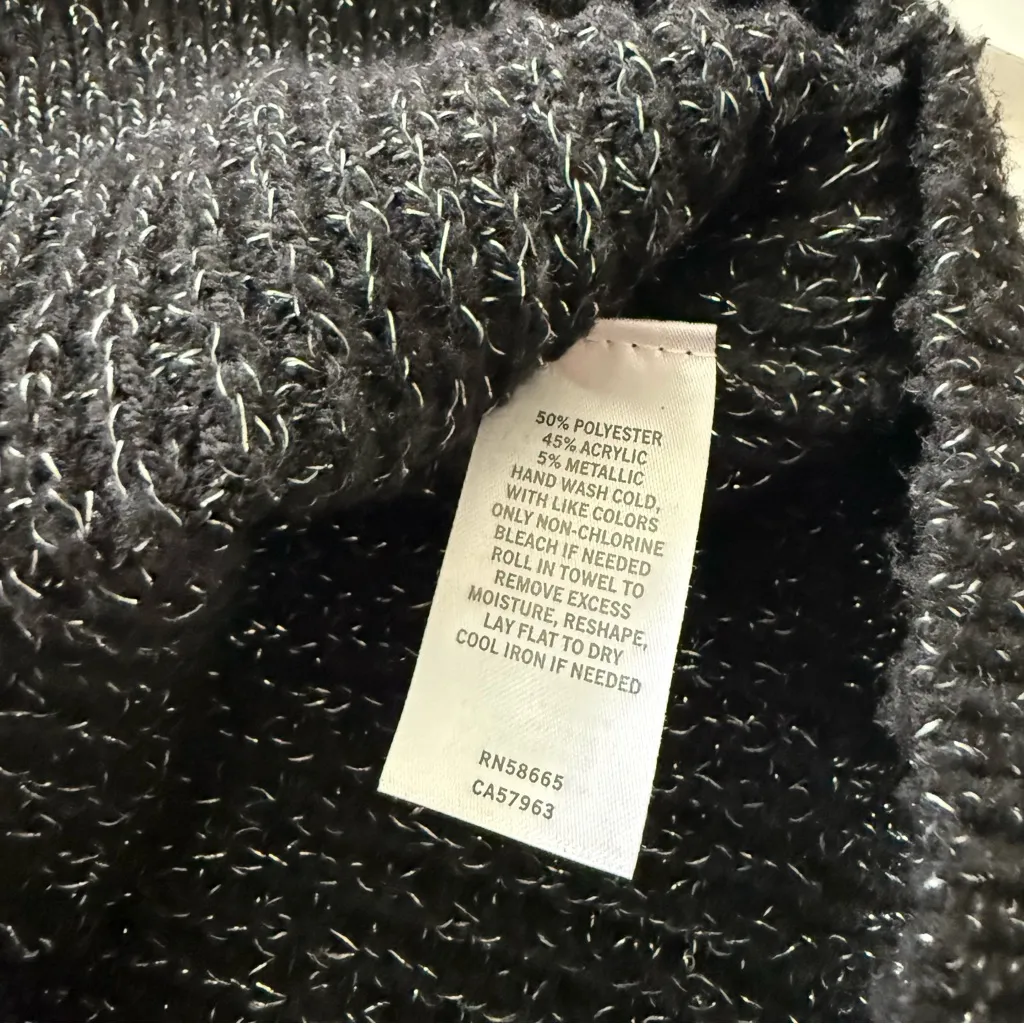 50% POLYESTER
45% ACRYLIC
5% METALLIC
HAND WASH COLD,
WITH LIKE COLORS
ONLY NON-CHLORINE
BLEACH IF NEEDED
ROLL IN TOWEL TO
REMOVE EXCESS
MOISTURE, RESHAPE,
LAY FLAT TO DRY
COOL IRON IF NEEDED
RN58665
CA57963